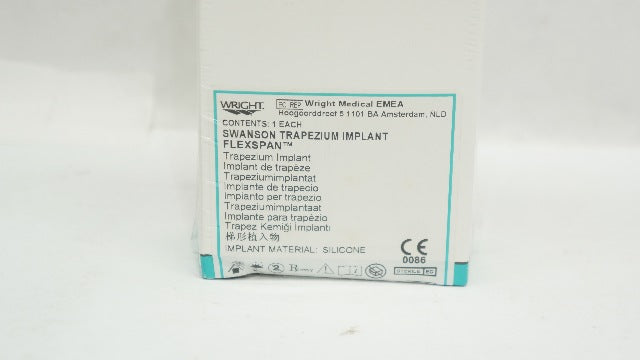 WRIGHT.
EC REP Wright Medical EMEA
Hoogoorddreef 5 1101 BA Amsterdam, NLD
CONTENTS: 1 EACH
SWANSON TRAPEZIUM IMPLANT
FLEXSPAN™
Trapezium Implant
Implant de trapèze
Trapeziumimplantat
Implante de trapecio
Impianto per trapezio
Trapeziumimplantaat
Implante para trapézio
Trapez Kemiği İmplantı
梯形植入物
IMPLANT MATERIAL: SILICONE
CE
0086
2 STERILE EO